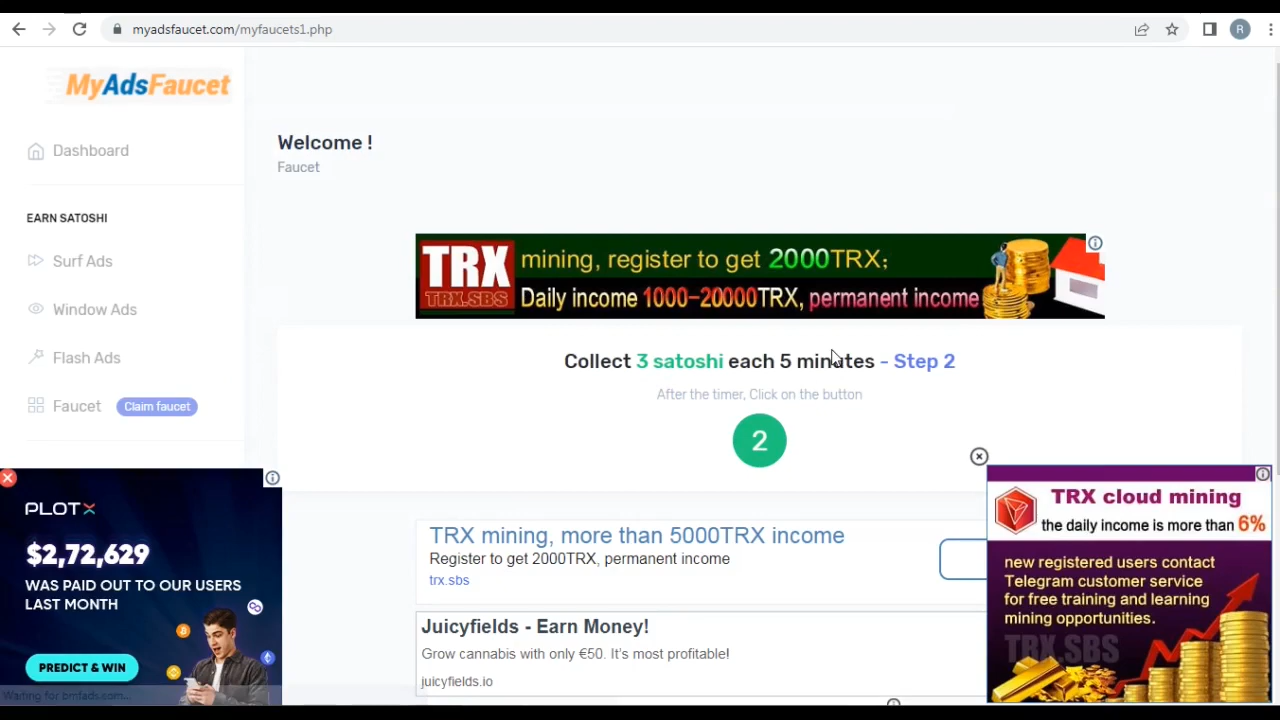 myadsfaucet.com/myfaucets1.php
R
MyAdsFaucet
Dashboard
EARN SATOSHI
Surf Ads
Window Ads
Flash Ads
Faucet Claim faucet
Welcome !
Faucet
TRX
TRX.SBS
mining, register to get 2000TRX;
Daily income 1000-20000TRX, permanent income
Collect 3 satoshi each 5 minutes - Step 2
After the timer, Click on the button
2
TRX mining, more than 5000TRX income
Register to get 2000TRX, permanent income
trx.sbs
Juicyfields - Earn Money!
Grow cannabis with only €50. It's most profitable!
juicyfields.io
PLOTX
$2,72,629
WAS PAID OUT TO OUR USERS
LAST MONTH
PREDICT & WIN
Waiting for bmfads.com...
TRX cloud mining
the daily income is more than 6%
new registered users contact
Telegram customer service
for free training and learning
mining opportunities.
TRX.SBS